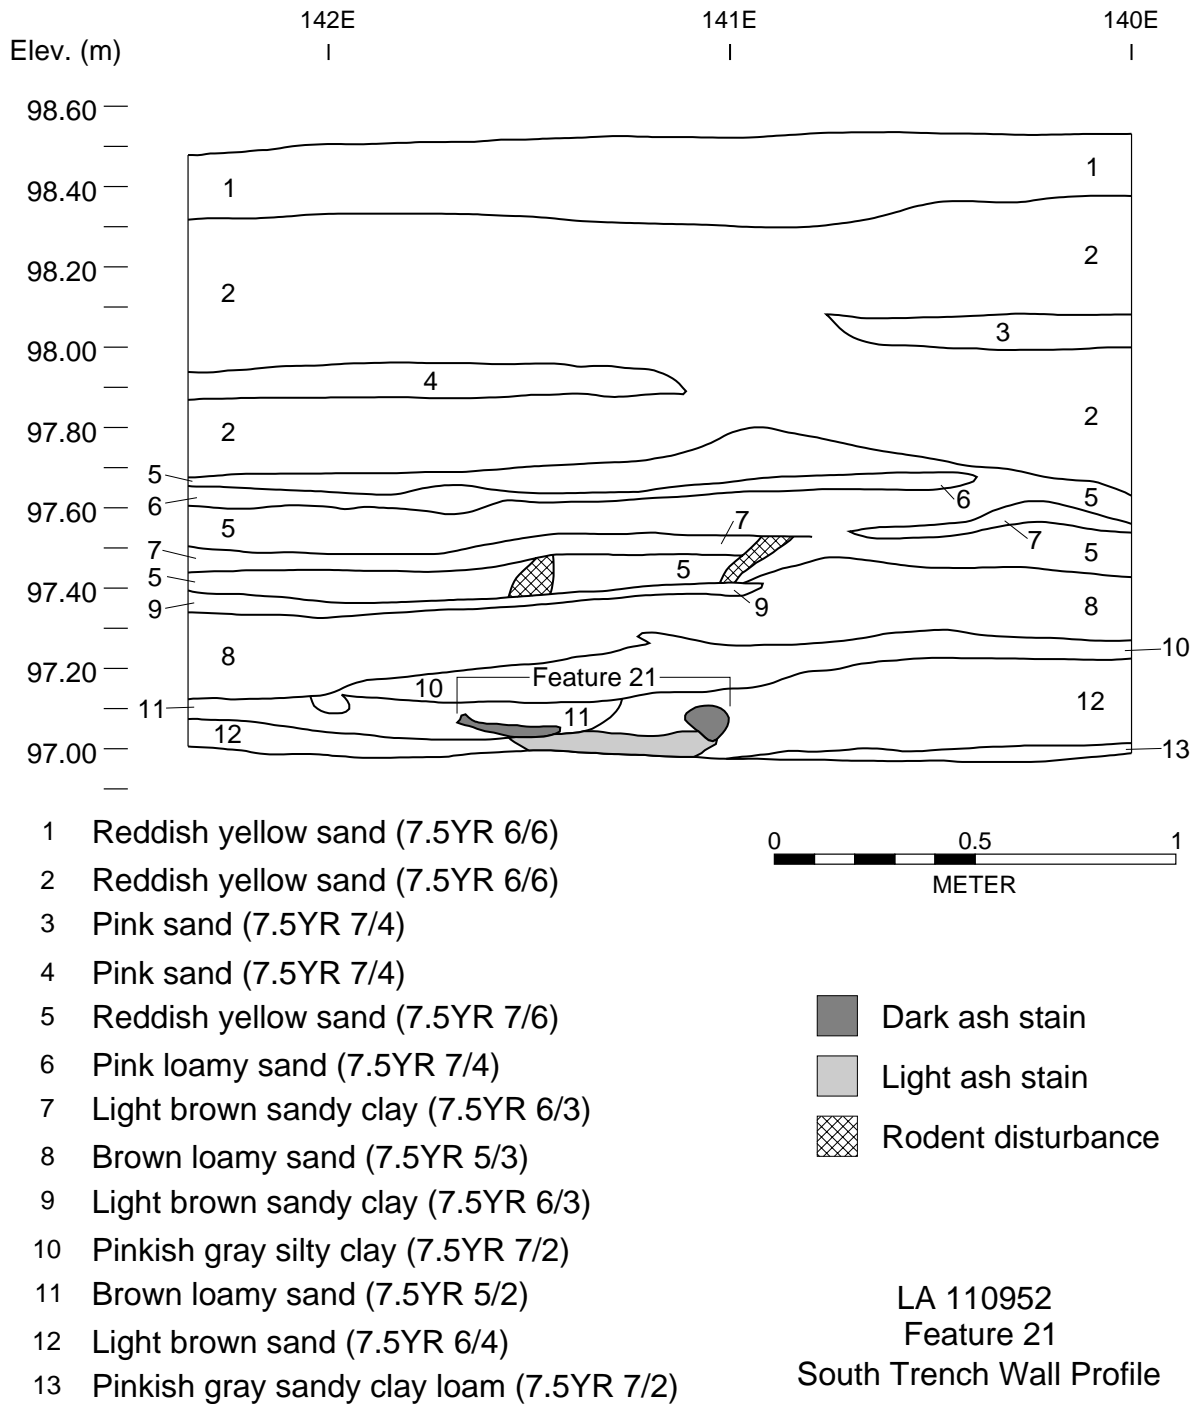 142E 141E 140E
Elev. (m)
98.60
1
1
98.40
2
98.20
2
3
98.00
4
2
97.80
2
5
6
6
5
97.60
7
5
7
7
5
5
5
97.40
9
9
8
8
10
97.20
Feature 21
10
11
11
12
12
97.00
13
1 Reddish yellow sand (7.5YR 6/6)
2 Reddish yellow sand (7.5YR 6/6)
3 Pink sand (7.5YR 7/4)
4 Pink sand (7.5YR 7/4)
5 Reddish yellow sand (7.5YR 7/6)
6 Pink loamy sand (7.5YR 7/4)
7 Light brown sandy clay (7.5YR 6/3)
8 Brown loamy sand (7.5YR 5/3)
9 Light brown sandy clay (7.5YR 6/3)
10 Pinkish gray silty clay (7.5YR 7/2)
11 Brown loamy sand (7.5YR 5/2)
12 Light brown sand (7.5YR 6/4)
13 Pinkish gray sandy clay loam (7.5YR 7/2)
0 0.5 1
METER
Dark ash stain
Light ash stain
Rodent disturbance
LA 110952
Feature 21
South Trench Wall Profile